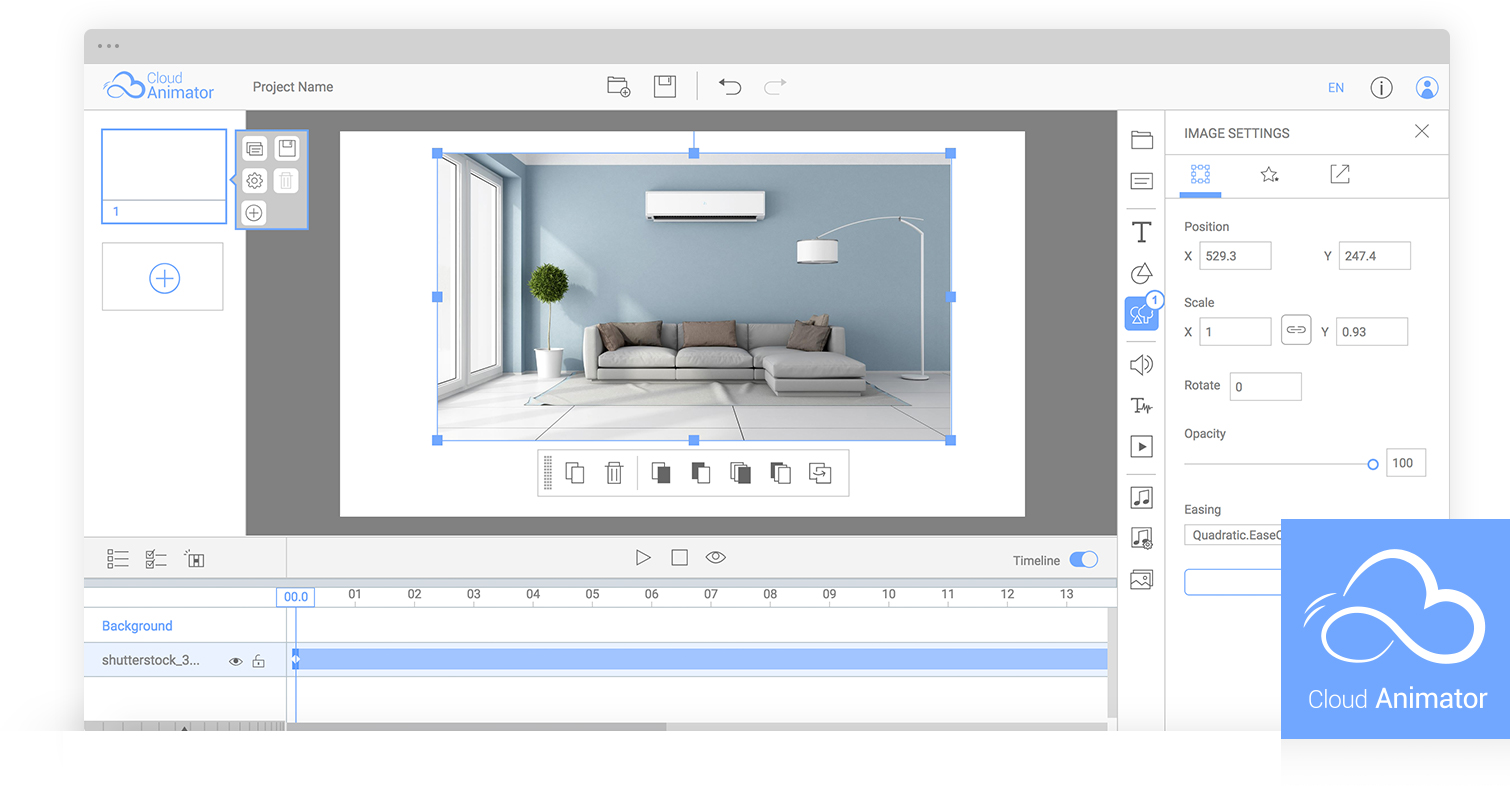 Cloud
Animator
Project Name
EN
1
IMAGE SETTINGS
Position
X 529.3 Y 247.4
1
Scale
X 1 Y 0.93
Rotate 0
Opacity
100
Easing
Quadratic.Ease
Timeline
00.0 01 02 03 04 05 06 07 08 09 10 11 12 13
Background
shutterstock_3...
Cloud Animator